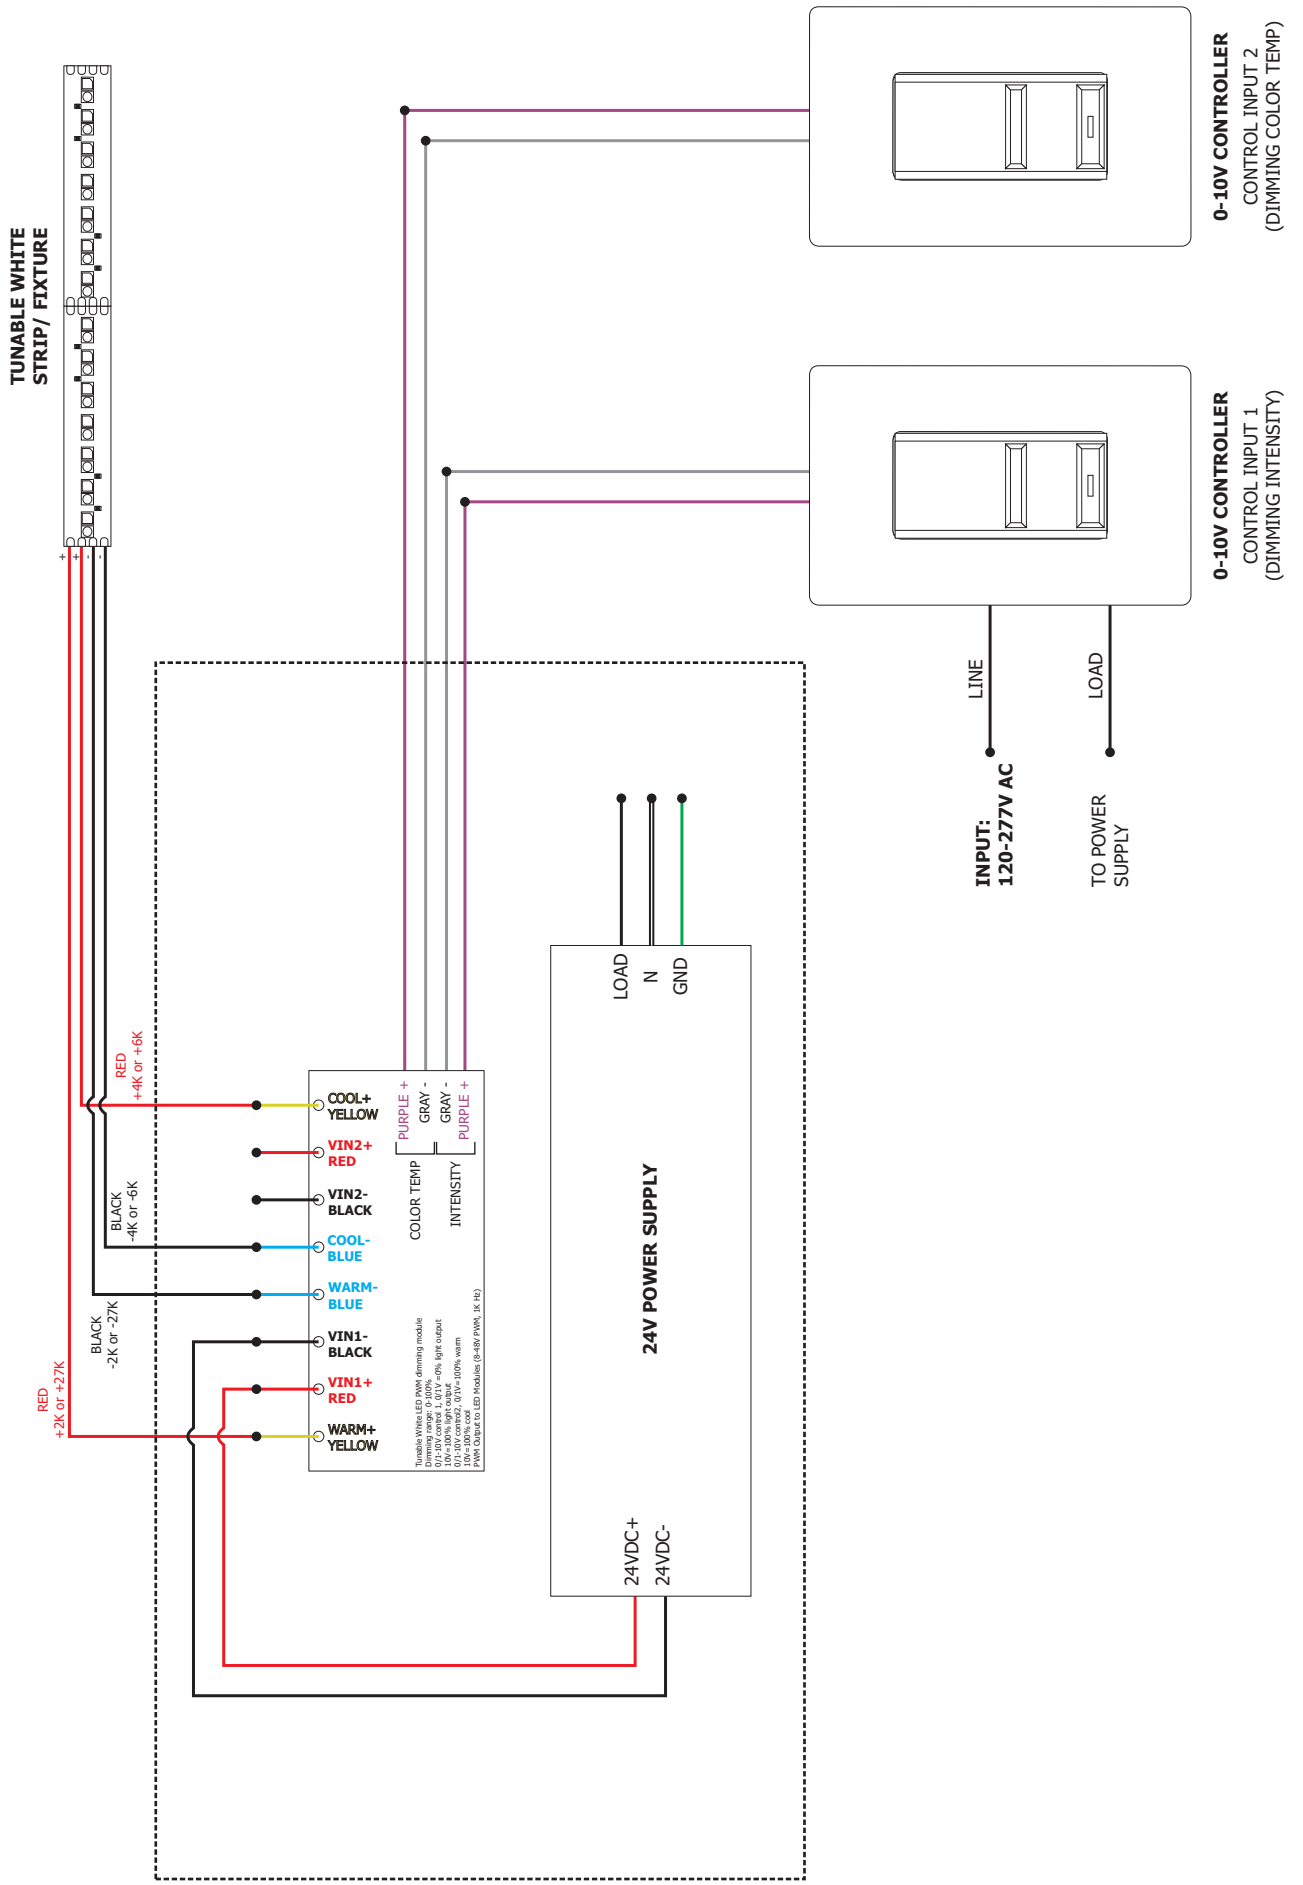 TUNABLE WHITE
STRIP/ FIXTURE
+
+
-
-
RED
+2K or +27K
BLACK
-2K or -27K
BLACK
-4K or -6K
RED
+4K or +6K
WARM+
YELLOW
VIN1+
RED
VIN1-
BLACK
WARM-
BLUE
COOL-
BLUE
VIN2-
BLACK
VIN2+
RED
COOL+
YELLOW
COLOR TEMP
INTENSITY
PURPLE +
GRAY -
GRAY -
PURPLE +
Tunable White LED PWM dimming module
Dimming range: 0-100%
0/1-10V control 1, 0/1V =0% light output
10V=100% light output
0/1-10V control2, 0/1V=100% warm
10V=100% cool
PWM Output to LED Modules (8-48V PWM, 1K Hz)
24VDC+
24VDC-
24V POWER SUPPLY
LOAD
N
GND
INPUT:
120-277V AC
LINE
TO POWER
SUPPLY
LOAD
0-10V CONTROLLER
CONTROL INPUT 1
(DIMMING INTENSITY)
0-10V CONTROLLER
CONTROL INPUT 2
(DIMMING COLOR TEMP)